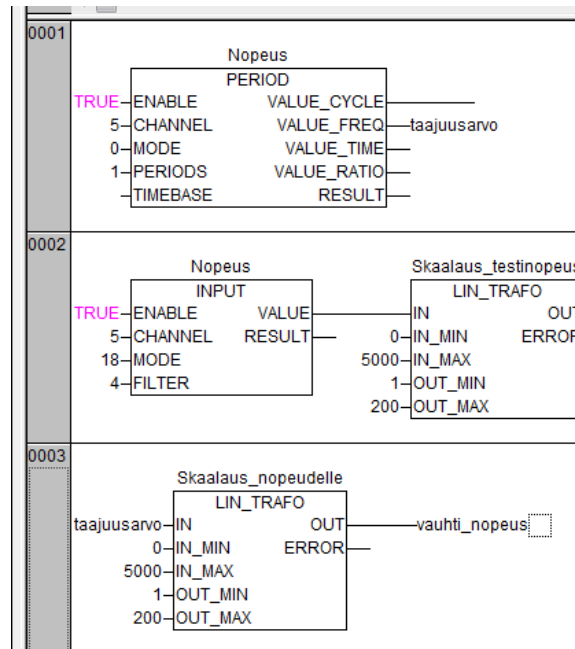 0001
Nopeus
PERIOD
TRUE ENABLE VALUE_CYCLE
5 CHANNEL VALUE_FREQ taajuusarvo
0 MODE VALUE_TIME
1 PERIODS VALUE_RATIO
TIMEBASE RESULT
0002
Nopeus Skaalaus_testinopeus
INPUT LIN_TRAFO
TRUE ENABLE VALUE IN OU
5 CHANNEL RESULT 0 IN_MIN ERROR
18 MODE 5000 IN_MAX
4 FILTER 1 OUT_MIN
200 OUT_MAX
0003
Skaalaus_nopeudelle
LIN_TRAFO
taajuusarvo IN OUT vauhti_nopeus
0 IN_MIN ERROR
5000 IN_MAX
1 OUT_MIN
200 OUT_MAX